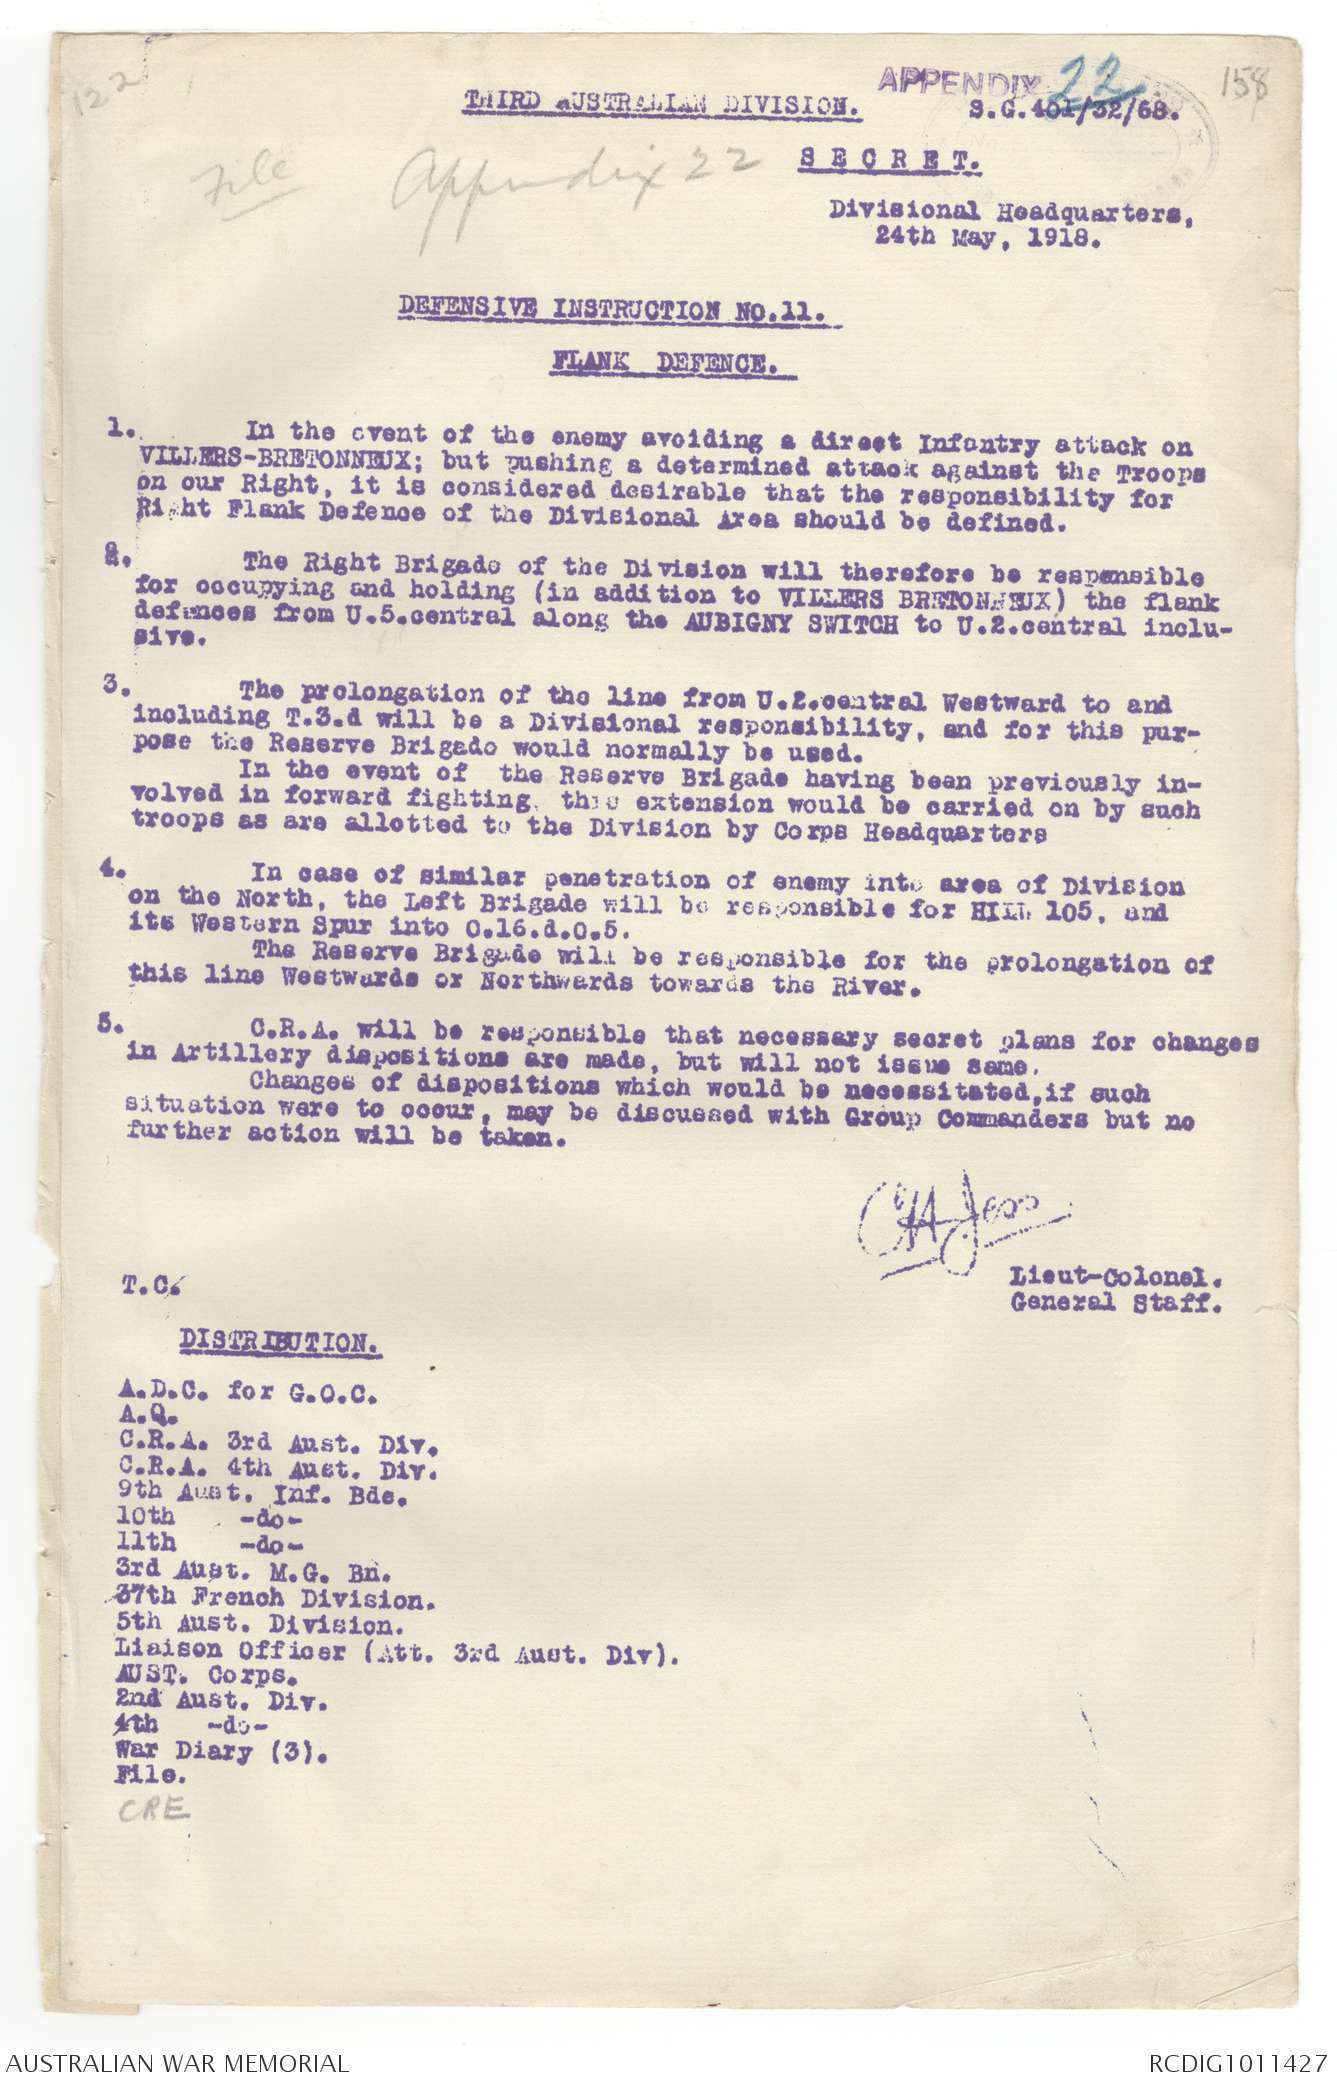 122
APPENDIX 22
158
THIRD AUSTRALIAN DIVISION.
S.G.401/32/68.
File Appendix 22
S E C R E T.
Divisional Headquarters,
24th May, 1918.
DEFENSIVE INSTRUCTION NO.11.
FLANK DEFENCE.
1. In the event of the enemy avoiding a direct Infantry attack on
VILLERS-BRETONNEUX; but pushing a determined attack against the Troops
on our Right, it is considered desirable that the responsibility for
Right Flank Defence of the Divisional Area should be defined.
2. The Right Brigade of the Division will therefore be responsible
for occupying and holding (in addition to VILLERS BRETONNEUX) the flank
defences from U.5.central along the AUBIGNY SWITCH to U.2.central inclu-
sive.
3. The prolongation of the line from U.2.central Westward to and
including T.3.d will be a Divisional responsibility, and for this pur-
pose the Reserve Brigade would normally be used.
In the event of the Reserve Brigade having been previously in-
volved in forward fighting, this extension would be carried on by such
troops as are allotted to the Division by Corps Headquarters
4. In case of similar penetration of enemy into area of Division
on the North, the Left Brigade will be responsible for HILL 105, and
its Western Spur into O.16.d.0.5.
The Reserve Brigade will be responsible for the prolongation of
this line Westwards or Northwards towards the River.
5. C.R.A. will be responsible that necessary secret plans for changes
in Artillery dispositions are made, but will not issue same.
Changes of dispositions which would be necessitated,if such
situation were to occur, may be discussed with Group Commanders but no
further action will be taken.
CH Jess
Lieut-Colonel.
General Staff.
T.C.
DISTRIBUTION.
A.D.C. for G.O.C.
A.Q.
C.R.A. 3rd Aust. Div.
C.R.A. 4th Aust. Div.
9th Aust. Inf. Bde.
10th -do-
11th -do-
3rd Aust. M.G. Bn.
37th French Division.
5th Aust. Division.
Liaison Officer (Att. 3rd Aust. Div).
AUST. Corps.
2nd Aust. Div.
4th -do-
War Diary (3).
File.
CRE
AUSTRALIAN WAR MEMORIAL
RCDIG1011427